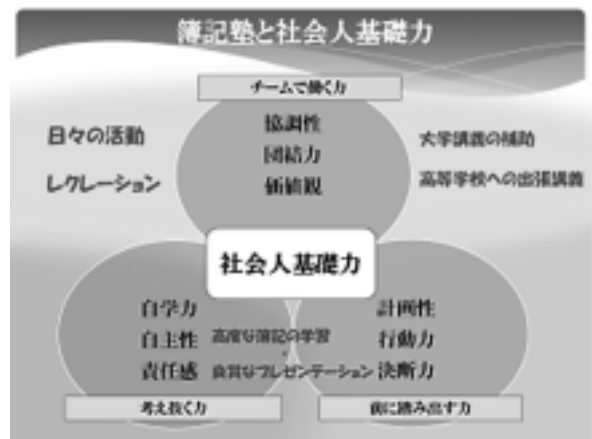 簿記塾と社会人基礎力
チームで働く力
日々の活動
レクレーション
協調性
団結力
価値観
大学講義の補助
高等学校への出張講義
社会人基礎力
自学力
自主性
責任感
高度な簿記の学習
良質なプレゼンテーション
計画性
行動力
決断力
考え抜く力
前に踏み出す力